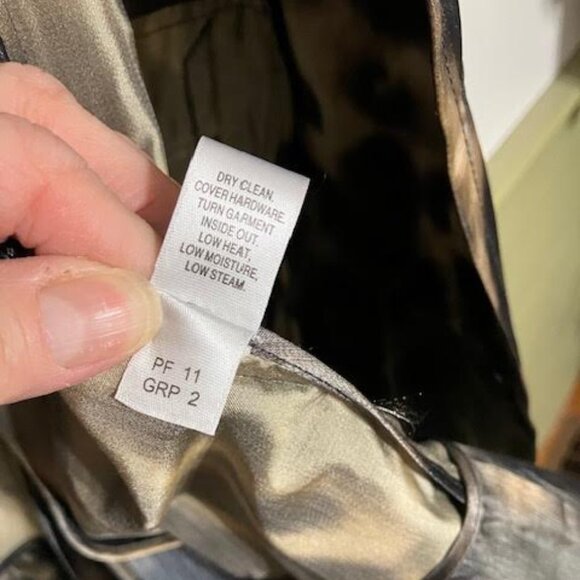 DRY CLEAN.
COVER HARDWARE.
TURN GARMENT
INSIDE OUT.
LOW HEAT,
LOW MOISTURE,
LOW STEAM.
PF 11
GRP 2